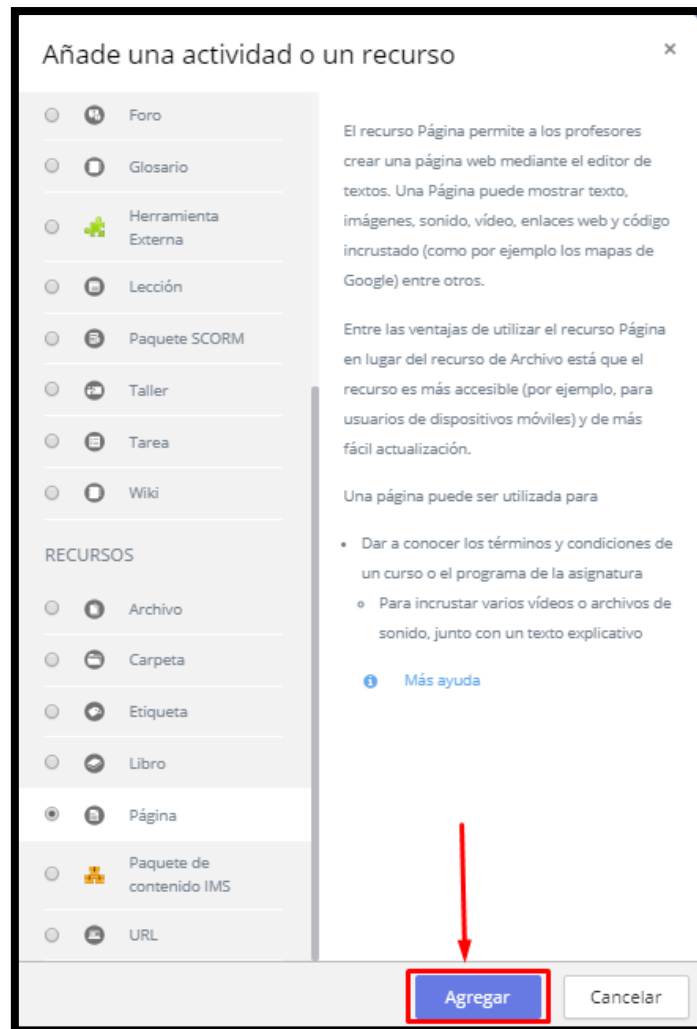 Añade una actividad o un recurso
×
Foro
Glosario
Herramienta
Externa
Lección
Paquete SCORM
Taller
Tarea
Wiki
RECURSOS
Archivo
Carpeta
Etiqueta
Libro
Página
Paquete de
contenido IMS
URL
El recurso Página permite a los profesores
crear una página web mediante el editor de
textos. Una Página puede mostrar texto,
imágenes, sonido, vídeo, enlaces web y código
incrustado (como por ejemplo los mapas de
Google) entre otros.
Entre las ventajas de utilizar el recurso Página
en lugar del recurso de Archivo está que el
recurso es más accesible (por ejemplo, para
usuarios de dispositivos móviles) y de más
fácil actualización.
Una página puede ser utilizada para
• Dar a conocer los términos y condiciones de
un curso o el programa de la asignatura
Para incrustar varios vídeos o archivos de
sonido, junto con un texto explicativo
Más ayuda
Agregar
Cancelar